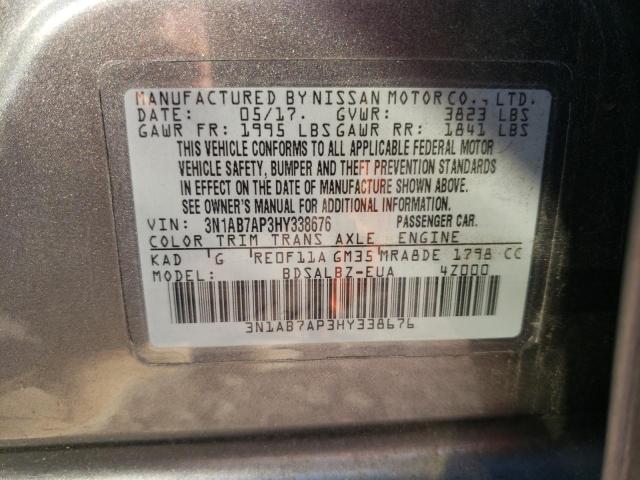 MANUFACTURED BY NISSAN MOTOR CO., LTD.
DATE: 05/17. GVWR: 3823 LBS
GAWR FR: 1995 LBS GAWR RR: 1841 LBS
THIS VEHICLE CONFORMS TO ALL APPLICABLE FEDERAL MOTOR
VEHICLE SAFETY, BUMPER AND THEFT PREVENTION STANDARDS
IN EFFECT ON THE DATE OF MANUFACTURE SHOWN ABOVE.
SEE OWNER'S MANUAL FOR ADDITIONAL INFORMATION.
VIN: 3N1AB7AP3HY338676 PASSENGER CAR.
COLOR TRIM TRANS AXLE ENGINE
KAD G RE0F11A GM35 MRA8DE 1798 CC
MODEL: BDSALBZ-EUA 4Z000
3N1AB7AP3HY338676